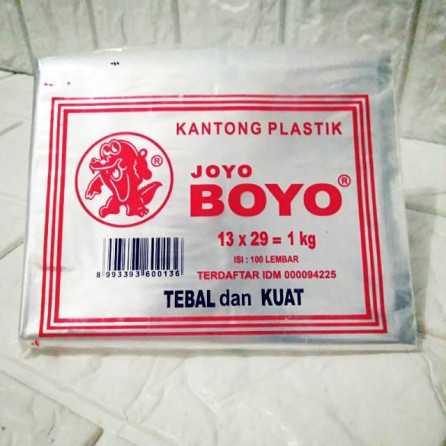 KANTONG PLASTIK
JOYO
BOYO®
®
13 x 29 = 1 kg
ISI : 100 LEMBAR
TERDAFTAR IDM 000094225
8 993393 600136
TEBAL dan KUAT